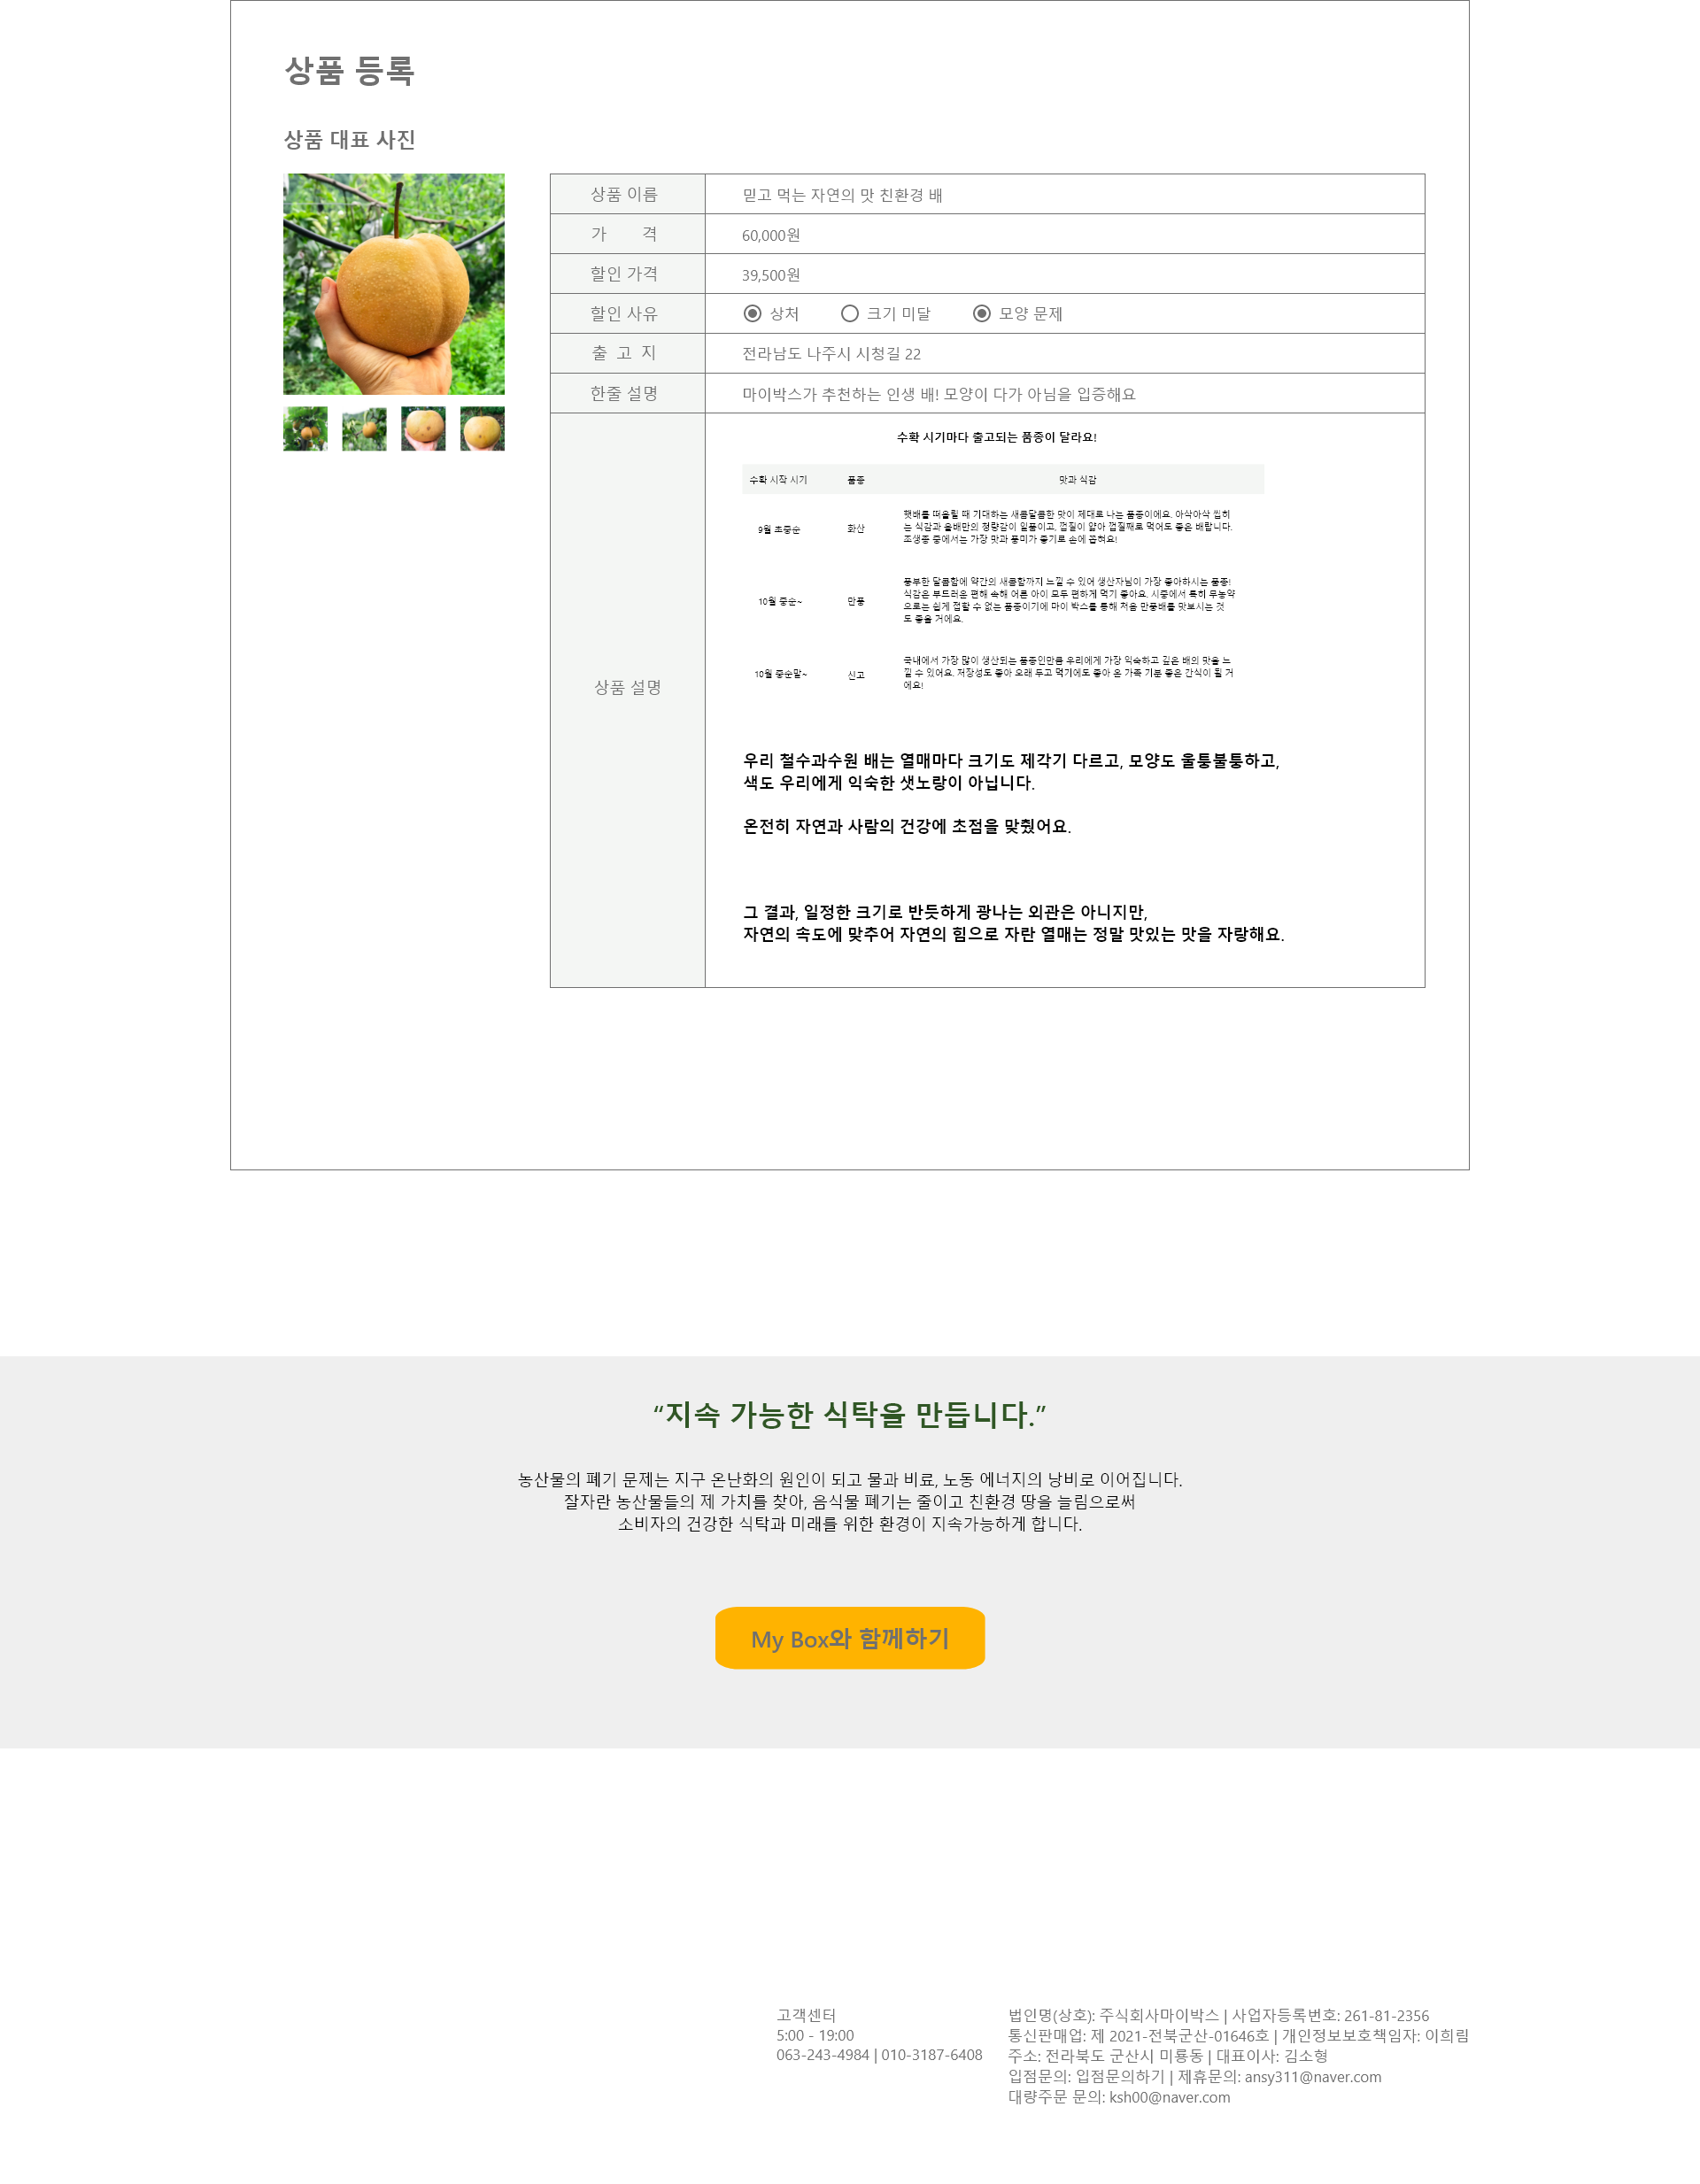 상품 등록
상품 대표 사진
상품 이름 믿고 먹는 자연의 맛 친환경 배
가 격 60,000원
할인 가격 39,500원
할인 사유 상처 크기 미달 모양 문제
출 고 지 전라남도 나주시 시청길 22
한줄 설명 마이박스가 추천하는 인생 배! 모양이 다가 아님을 입증해요
상품 설명
수확 시기마다 출고되는 품종이 달라요!
수확 시작 시기 품종 맛과 식감
9월 초중순 화산
햇배를 떠올릴 때 기대하는 새콤달콤한 맛이 제대로 나는 품종이에요. 아삭아삭 씹히
는 식감과 올배만의 청량감이 일품이고, 껍질이 얇아 껍질째로 먹어도 좋은 배랍니다.
조생종 중에서는 가장 맛과 풍미가 좋기로 손에 꼽혀요!
10월 중순~ 만풍
풍부한 달콤함에 약간의 새콤함까지 느낄 수 있어 생산자님이 가장 좋아하시는 품종!
식감은 부드러운 편해 속해 어른 아이 모두 편하게 먹기 좋아요. 시중에서 특히 무농약
으로는 쉽게 접할 수 없는 품종이기에 마이 박스를 통해 처음 만풍배를 맛보시는 것
도 좋을 거에요.
10월 중순말~ 신고
국내에서 가장 많이 생산되는 품종인만큼 우리에게 가장 익숙하고 깊은 배의 맛을 느
낄 수 있어요. 저장성도 좋아 오래 두고 먹기에도 좋아 온 가족 기분 좋은 간식이 될 거
에요!
우리 철수과수원 배는 열매마다 크기도 제각기 다르고, 모양도 울퉁불퉁하고,
색도 우리에게 익숙한 샛노랑이 아닙니다.
온전히 자연과 사람의 건강에 초점을 맞췄어요.
그 결과, 일정한 크기로 반듯하게 광나는 외관은 아니지만,
자연의 속도에 맞추어 자연의 힘으로 자란 열매는 정말 맛있는 맛을 자랑해요.
“지속 가능한 식탁을 만듭니다.”
농산물의 폐기 문제는 지구 온난화의 원인이 되고 물과 비료, 노동 에너지의 낭비로 이어집니다.
잘자란 농산물들의 제 가치를 찾아, 음식물 폐기는 줄이고 친환경 땅을 늘림으로써
소비자의 건강한 식탁과 미래를 위한 환경이 지속가능하게 합니다.
My Box와 함께하기
고객센터
5:00 - 19:00
063-243-4984 | 010-3187-6408
법인명(상호): 주식회사마이박스 | 사업자등록번호: 261-81-2356
통신판매업: 제 2021-전북군산-01646호 | 개인정보보호책임자: 이희림
주소: 전라북도 군산시 미룡동 | 대표이사: 김소형
입점문의: 입점문의하기 | 제휴문의: ansy311@naver.com
대량주문 문의: ksh00@naver.com